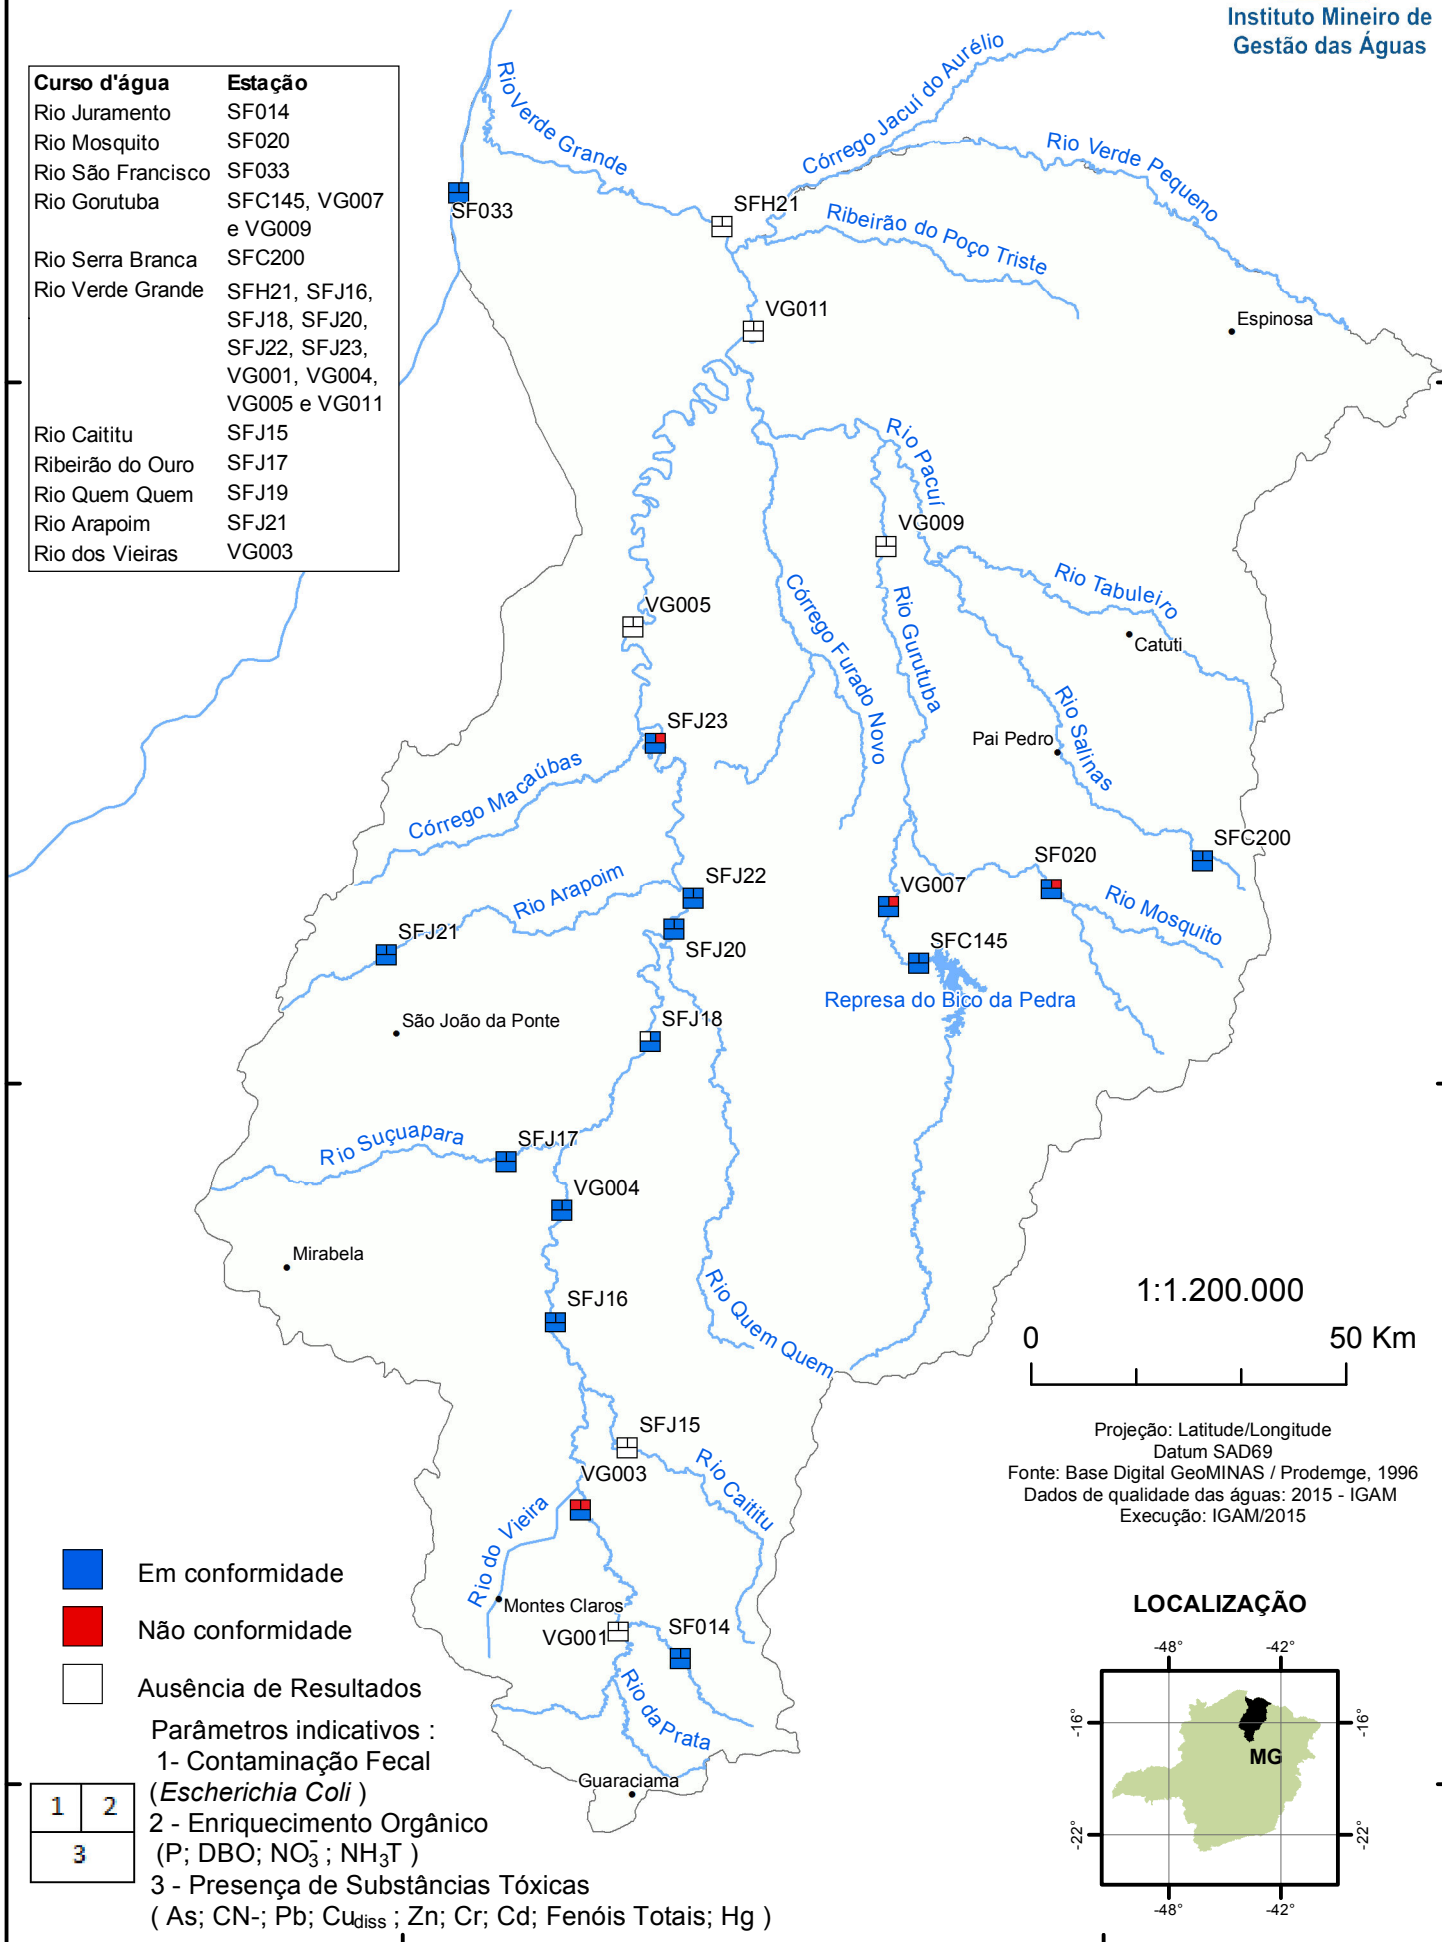 Instituto Mineiro de
Gestão das Águas
Curso d'água Estação
Rio Juramento SF014
Rio Mosquito SF020
Rio São Francisco SF033
Rio Gorutuba SFC145, VG007
e VG009
Rio Serra Branca SFC200
Rio Verde Grande SFH21, SFJ16,
SFJ18, SFJ20,
SFJ22, SFJ23,
VG001, VG004,
VG005 e VG011
Rio Caititu SFJ15
Ribeirão do Ouro SFJ17
Rio Quem Quem SFJ19
Rio Arapoim SFJ21
Rio dos Vieiras VG003
Rio Verde Grande
Córrego Jacuí do Aurélio
Rio Verde Pequeno
SF033
SFH21
Ribeirão do Poço Triste
VG011
Espinosa
Rio Pacuí
VG009
Rio Tabuleiro
Catuti
VG005
Córrego Furado Novo
Rio Gurutuba
Rio Salinas
Pai Pedro
SFJ23
Córrego Macaúbas
SFC200
SF020
Rio Mosquito
VG007
SFJ22
Rio Arapoim
SFJ21
SFJ20
SFC145
Represa do Bico da Pedra
São João da Ponte
SFJ18
Rio Suçuapara
SFJ17
VG004
Mirabela
SFJ16
Rio Quem Quem
1:1.200.000
0 50 Km
SFJ15
Rio Caititu
VG003
Rio do Vieira
Montes Claros
VG001
SF014
Rio da Prata
Guaraciama
Projeção: Latitude/Longitude
Datum SAD69
Fonte: Base Digital GeoMINAS / Prodemge, 1996
Dados de qualidade das águas: 2015 - IGAM
Execução: IGAM/2015
Em conformidade
Não conformidade
Ausência de Resultados
Parâmetros indicativos :
1- Contaminação Fecal
(Escherichia Coli )
2 - Enriquecimento Orgânico
(P; DBO; NO₃⁻ ; NH₃T )
3 - Presença de Substâncias Tóxicas
( As; CN-; Pb; Cudiss ; Zn; Cr; Cd; Fenóis Totais; Hg )
1 2
3
LOCALIZAÇÃO
-48° -42°
-16° -16°
MG
-22° -22°
-48° -42°